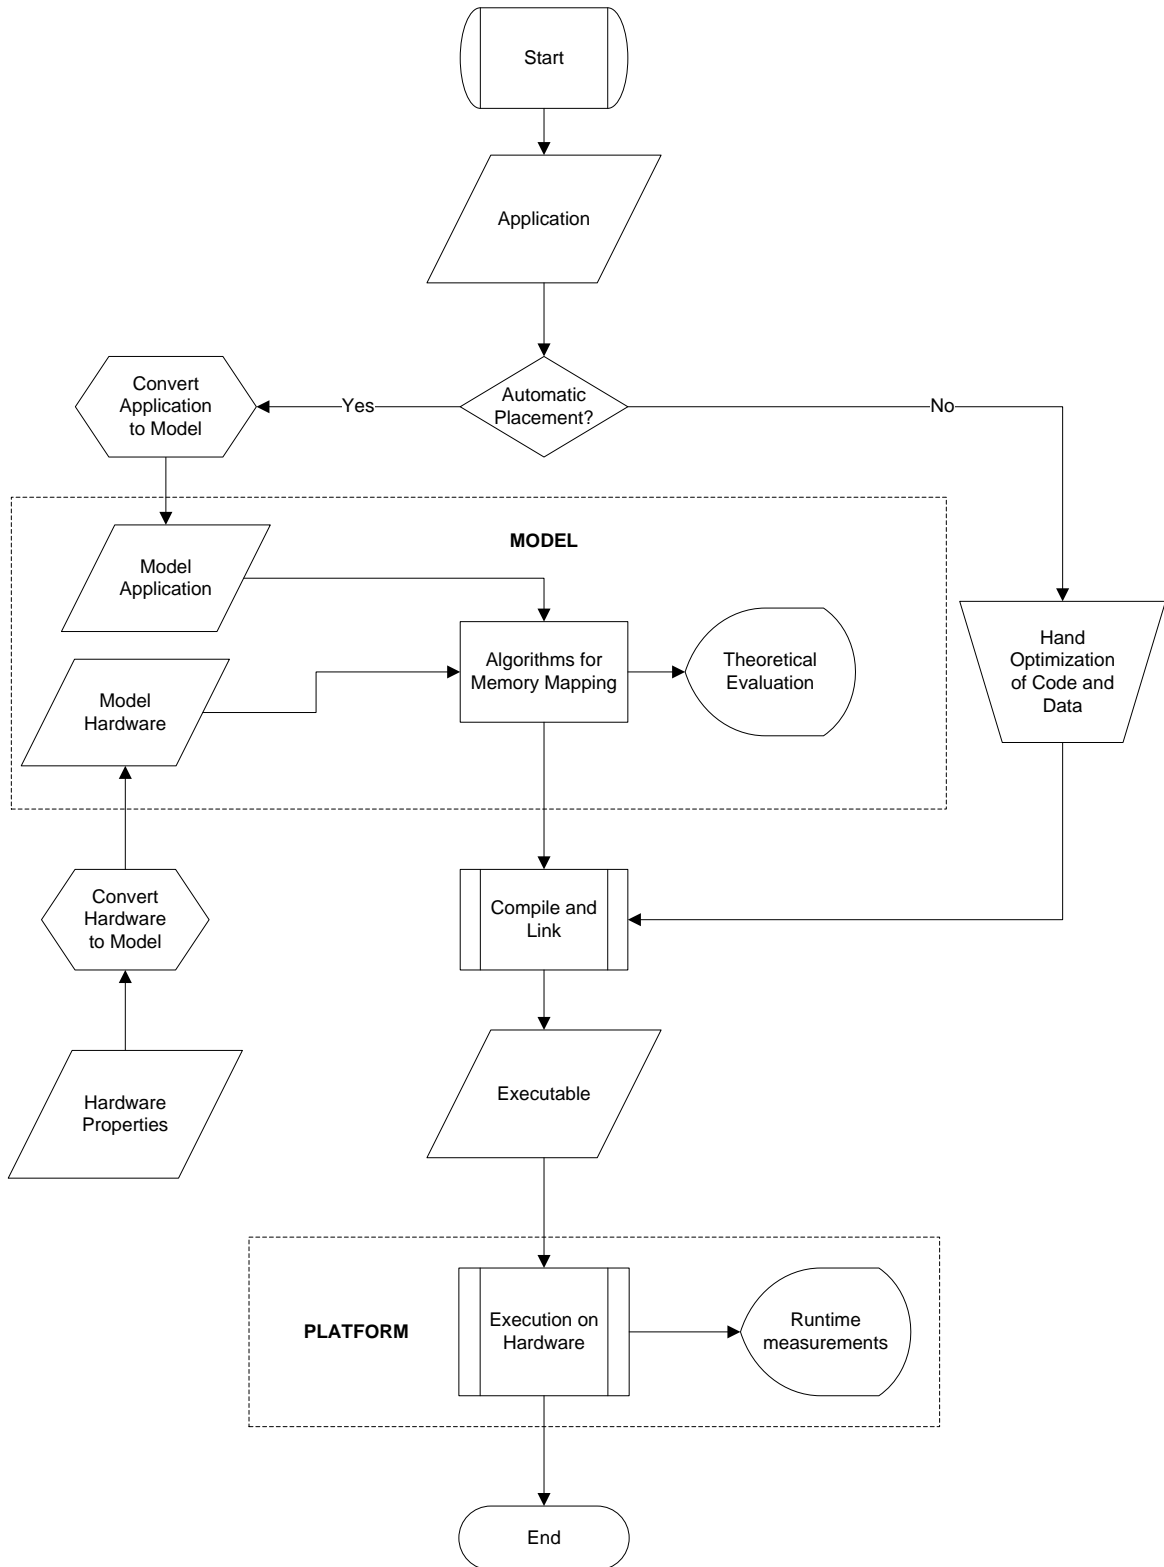 Start
Application
Convert
Application
to Model
Yes
Automatic
Placement?
No
MODEL
Model
Application
Algorithms for
Memory Mapping
Theoretical
Evaluation
Hand
Optimization
of Code and
Data
Model
Hardware
Convert
Hardware
to Model
Compile and
Link
Hardware
Properties
Executable
PLATFORM
Execution on
Hardware
Runtime
measurements
End